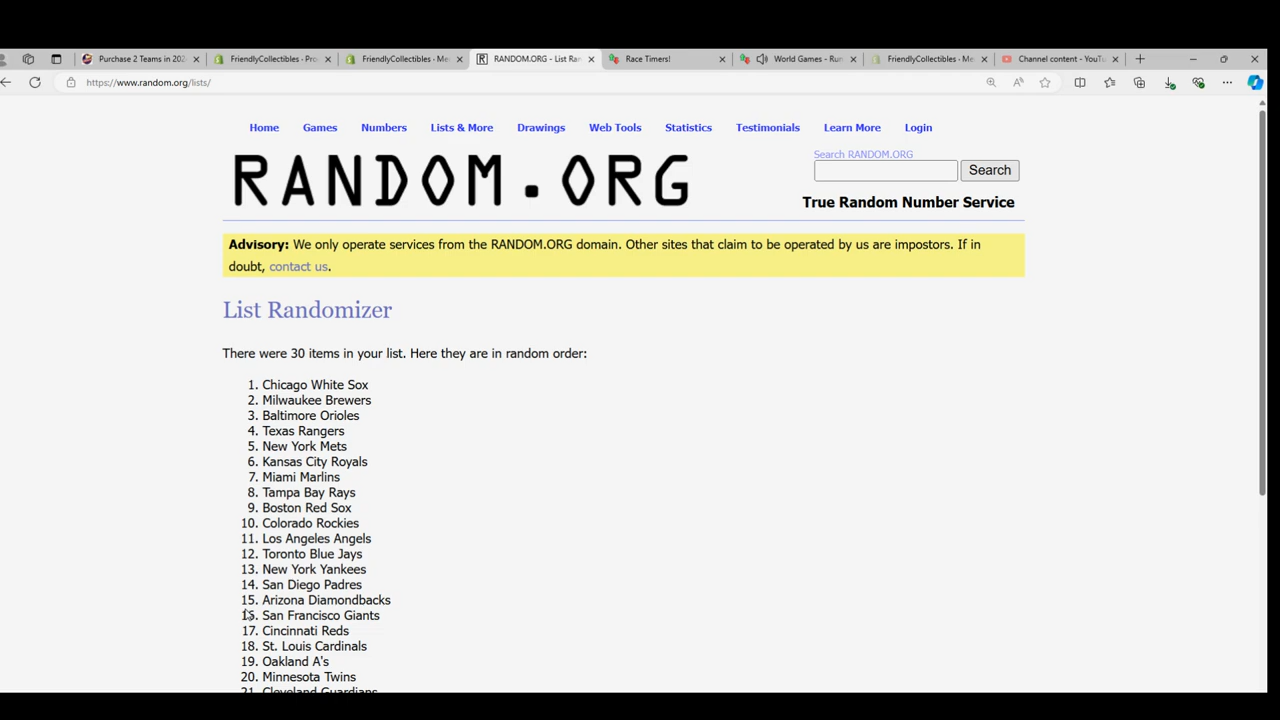 Purchase 2 Teams in 202
FriendlyCollectibles - Pro
FriendlyCollectibles - Me
RANDOM.ORG - List Ran
Race Timers!
World Games - Run
FriendlyCollectibles - Me
Channel content - YouTu
https://www.random.org/lists/
Home Games Numbers Lists & More Drawings Web Tools Statistics Testimonials Learn More Login
RANDOM.ORG
Search RANDOM.ORG
Search
True Random Number Service
Advisory: We only operate services from the RANDOM.ORG domain. Other sites that claim to be operated by us are impostors. If in
doubt, contact us.
List Randomizer
There were 30 items in your list. Here they are in random order:
1. Chicago White Sox
2. Milwaukee Brewers
3. Baltimore Orioles
4. Texas Rangers
5. New York Mets
6. Kansas City Royals
7. Miami Marlins
8. Tampa Bay Rays
9. Boston Red Sox
10. Colorado Rockies
11. Los Angeles Angels
12. Toronto Blue Jays
13. New York Yankees
14. San Diego Padres
15. Arizona Diamondbacks
16. San Francisco Giants
17. Cincinnati Reds
18. St. Louis Cardinals
19. Oakland A's
20. Minnesota Twins
21. Cleveland Guardians